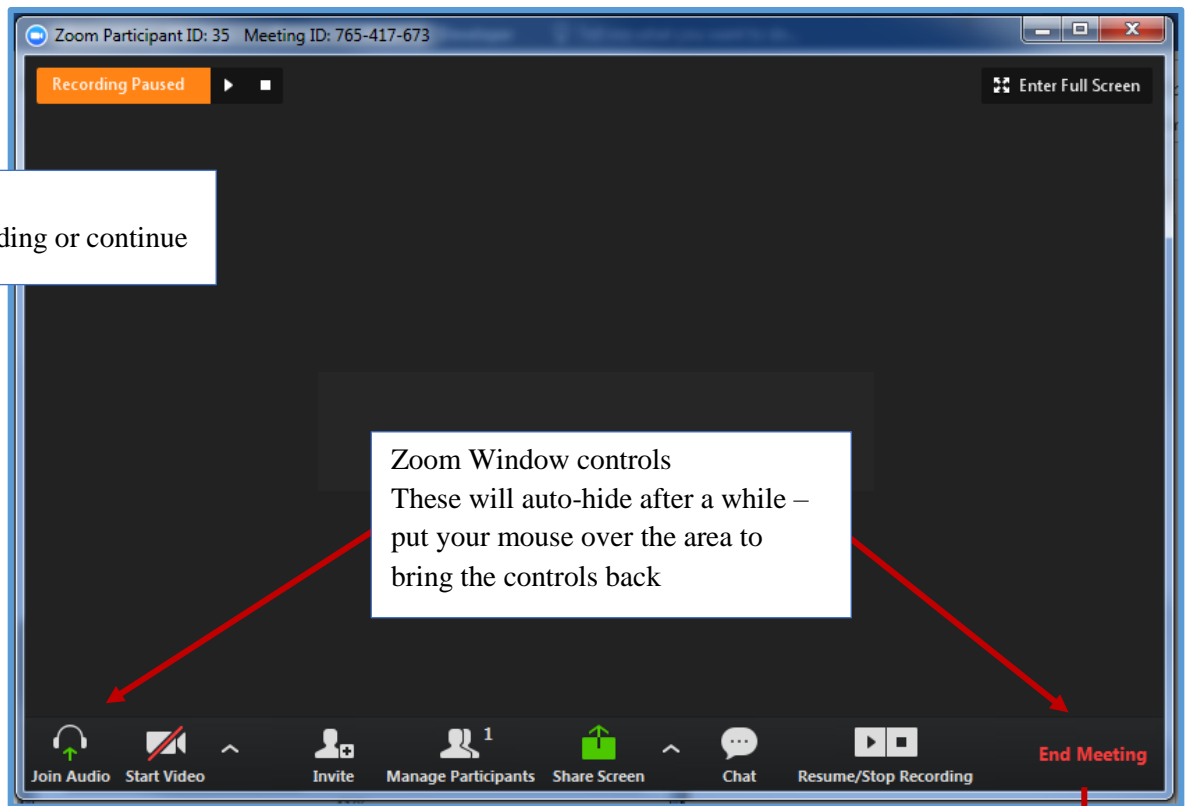 Zoom Participant ID: 35 Meeting ID: 765-417-673
Recording Paused
Enter Full Screen
or continue
Zoom Window controls
These will auto-hide after a while –
put your mouse over the area to
bring the controls back
1
Join Audio Start Video Invite Manage Participants Share Screen Chat Resume/Stop Recording End Meeting